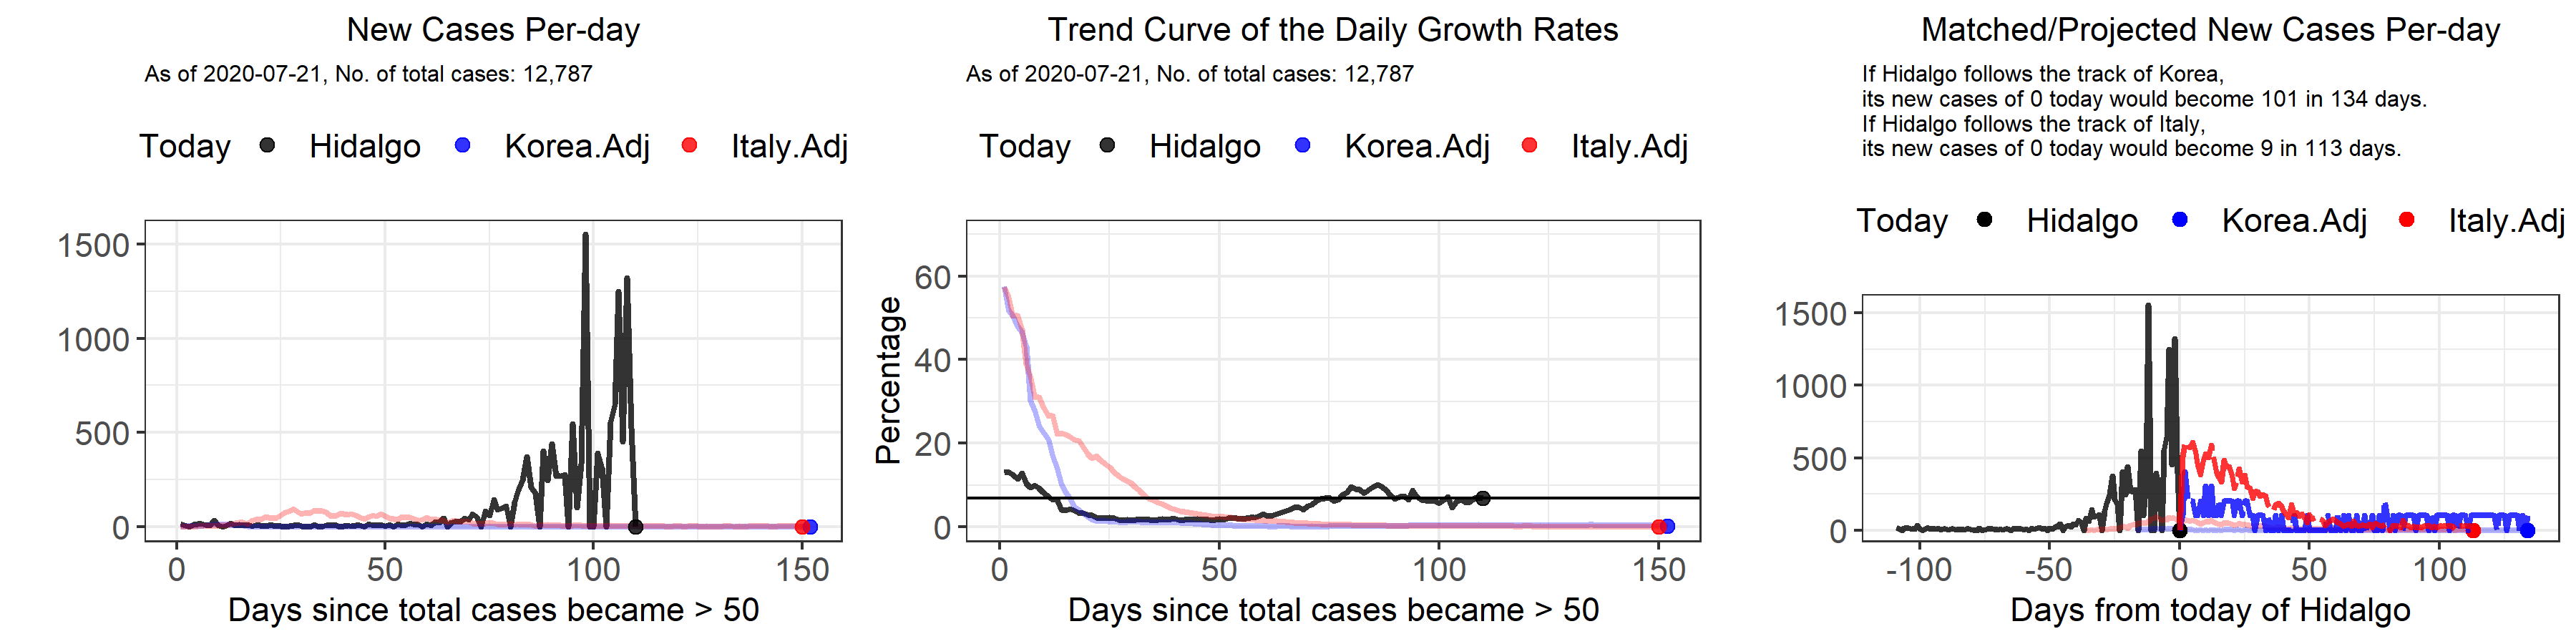 New Cases Per-day
As of 2020-07-21, No. of total cases: 12,787
Today Hidalgo Korea.Adj Italy.Adj
1500
1000
500
0
0 50 100 150
Days since total cases became > 50
Trend Curve of the Daily Growth Rates
As of 2020-07-21, No. of total cases: 12,787
Today Hidalgo Korea.Adj Italy.Adj
Percentage
60
40
20
0
0 50 100 150
Days since total cases became > 50
Matched/Projected New Cases Per-day
If Hidalgo follows the track of Korea,
its new cases of 0 today would become 101 in 134 days.
If Hidalgo follows the track of Italy,
its new cases of 0 today would become 9 in 113 days.
Today Hidalgo Korea.Adj Italy.Adj
1500
1000
500
0
-100 -50 0 50 100
Days from today of Hidalgo